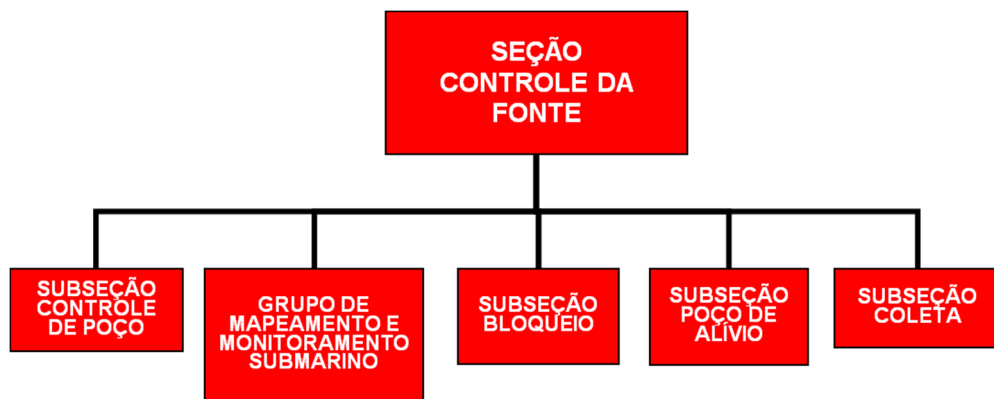 SEÇÃO
CONTROLE DA
FONTE
SUBSEÇÃO
CONTROLE
DE POÇO
GRUPO DE
MAPEAMENTO E
MONITORAMENTO
SUBMARINO
SUBSEÇÃO
BLOQUEIO
SUBSEÇÃO
POÇO DE
ALÍVIO
SUBSEÇÃO
COLETA